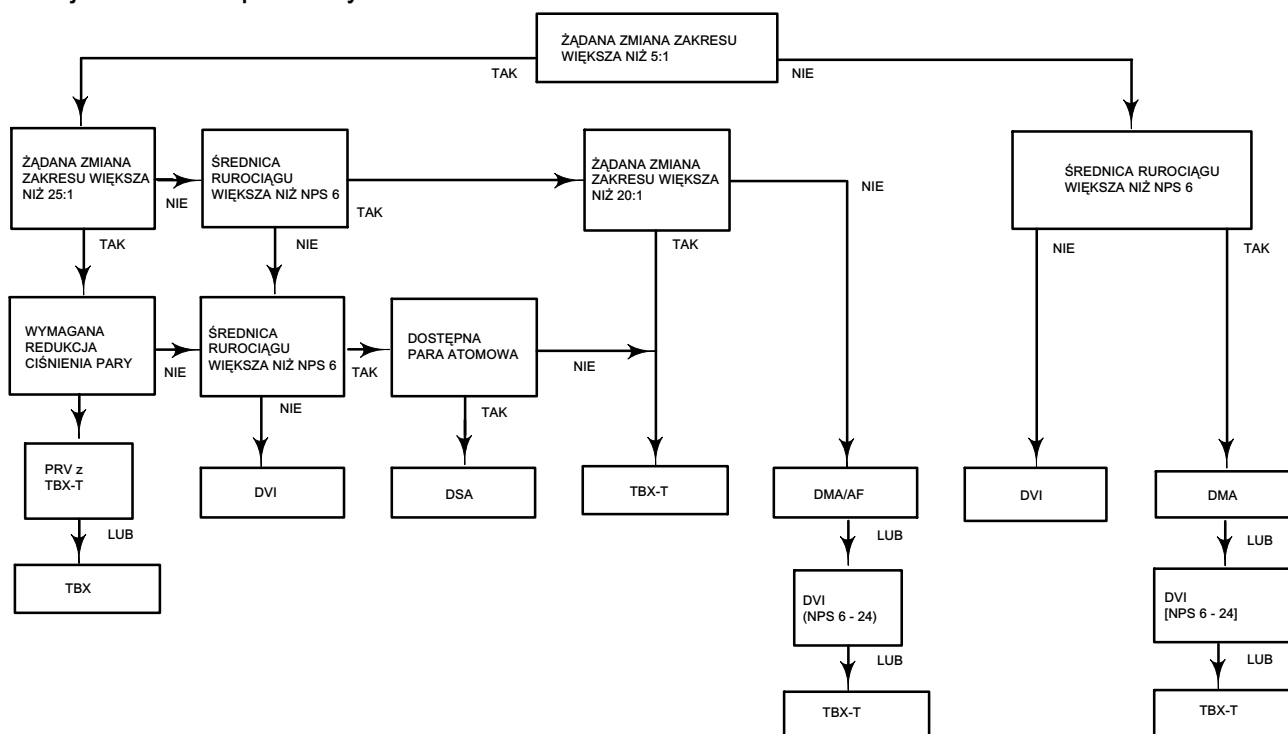 ŻĄDANA ZMIANA ZAKRESU
WIĘKSZA NIŻ 5:1
TAK
NIE
ŻĄDANA ZMIANA
ZAKRESU WIĘKSZA
NIŻ 25:1
NIE
ŚREDNICA
RUROCIĄGU
WIĘKSZA NIŻ NPS 6
TAK
ŻĄDANA ZMIANA
ZAKRESU WIĘKSZA
NIŻ 20:1
NIE
ŚREDNICA RUROCIĄGU
WIĘKSZA NIŻ NPS 6
TAK
NIE
TAK
NIE
TAK
WYMAGANA
REDUKCJA
CIŚNIENIA PARY
NIE
ŚREDNICA
RUROCIĄGU
WIĘKSZA NIŻ NPS 6
TAK
DOSTĘPNA
PARA ATOMOWA
NIE
NIE
TAK
PRV z
TBX-T
DVI
DSA
TBX-T
DMA/AF
DVI
DMA
LUB
LUB
LUB
TBX
DVI
(NPS 6 - 24)
DVI
[NPS 6 - 24]
LUB
LUB
TBX-T
TBX-T